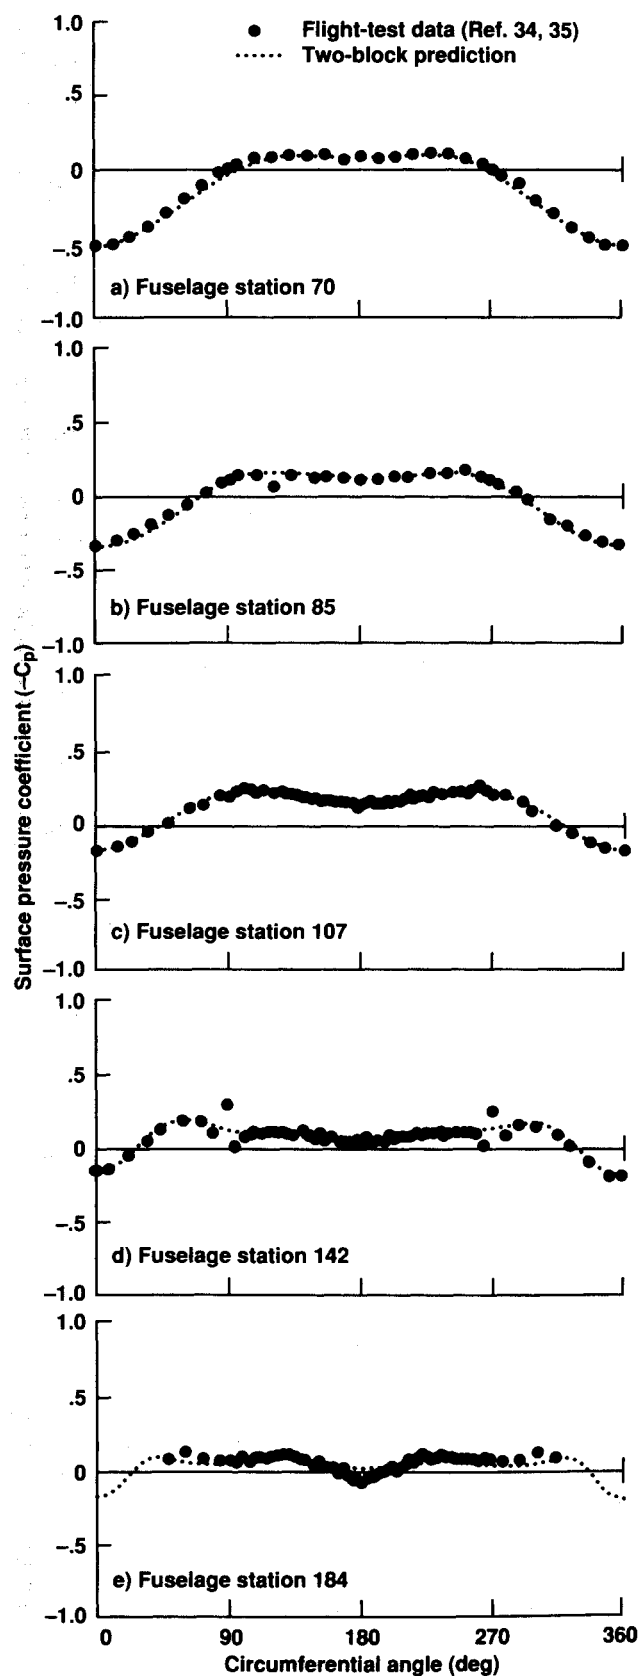 Flight-test data (Ref. 34, 35)
Two-block prediction
1.0
.5
0
–.5
–1.0
a) Fuselage station 70
1.0
.5
0
–.5
–1.0
b) Fuselage station 85
Surface pressure coefficient (–Cp)
1.0
.5
0
–.5
–1.0
c) Fuselage station 107
1.0
.5
0
–.5
–1.0
d) Fuselage station 142
1.0
.5
0
–.5
–1.0
e) Fuselage station 184
0 90 180 270 360
Circumferential angle (deg)